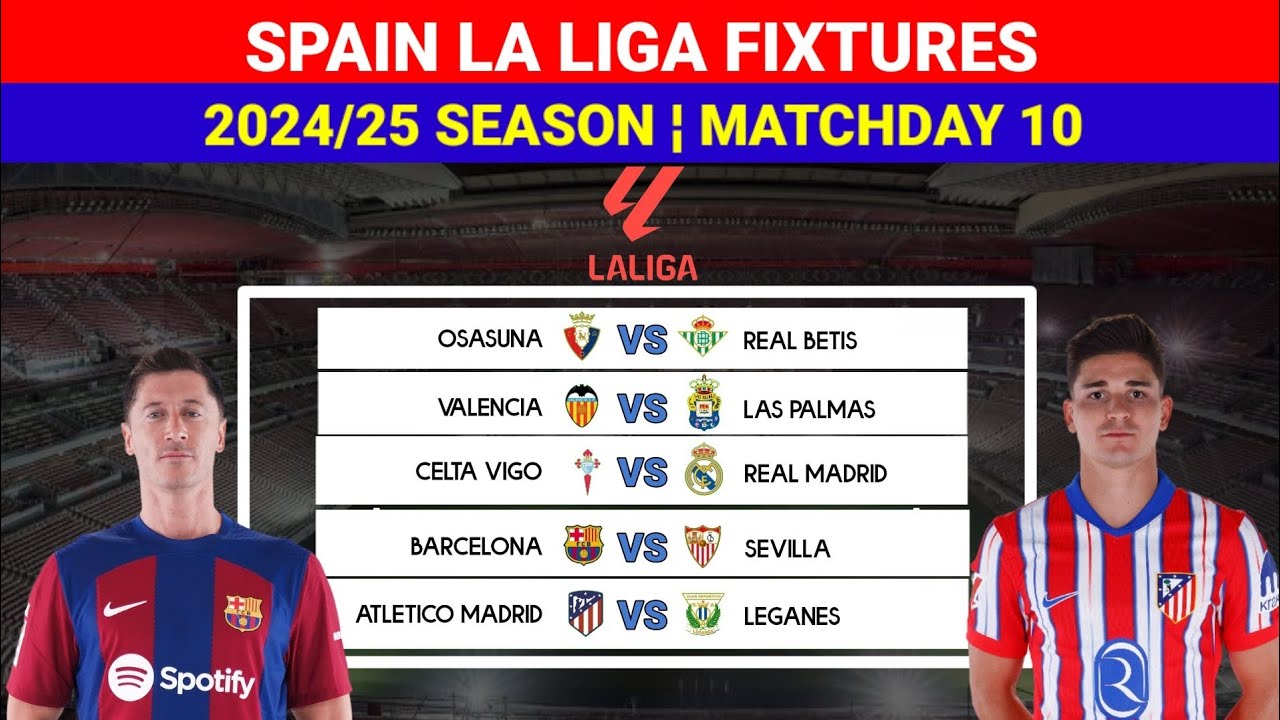 SPAIN LA LIGA FIXTURES
2024/25 SEASON ¦ MATCHDAY 10
LALIGA
OSASUNA VS REAL BETIS
VALENCIA VS LAS PALMAS
CELTA VIGO VS REAL MADRID
BARCELONA VS SEVILLA
ATLETICO MADRID VS LEGANES
Spotify
R